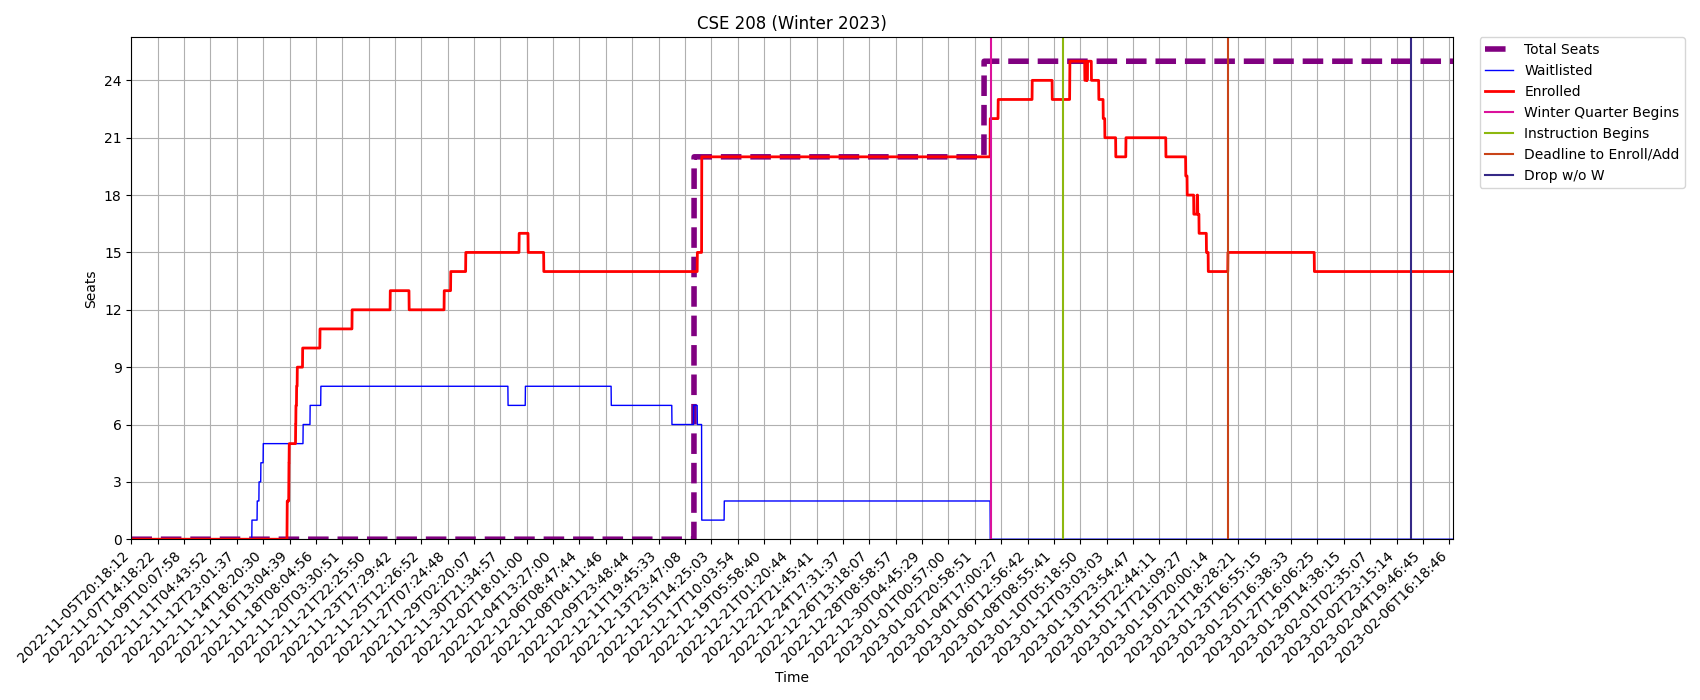 CSE 208 (Winter 2023)
Total Seats
Waitlisted
Enrolled
Winter Quarter Begins
Instruction Begins
Deadline to Enroll/Add
Drop w/o W
Seats
24
21
18
15
12
9
6
3
0
2022-11-05T20:18:12
2022-11-07T14:18:22
2022-11-09T10:07:58
2022-11-11T04:43:52
2022-11-12T23:01:37
2022-11-14T18:20:30
2022-11-16T13:04:39
2022-11-18T08:04:56
2022-11-20T03:30:51
2022-11-21T22:25:50
2022-11-23T17:29:42
2022-11-25T12:26:52
2022-11-27T07:24:48
2022-11-29T02:20:07
2022-11-30T21:34:57
2022-12-02T18:01:00
2022-12-04T13:27:00
2022-12-06T08:47:44
2022-12-08T04:11:46
2022-12-09T23:48:44
2022-12-11T19:45:33
2022-12-13T23:47:08
2022-12-15T14:25:03
2022-12-17T10:03:54
2022-12-19T05:58:40
2022-12-21T01:20:44
2022-12-22T21:45:41
2022-12-24T17:31:37
2022-12-26T13:18:07
2022-12-28T08:58:57
2022-12-30T04:45:29
2023-01-01T00:57:00
2023-01-02T20:58:51
2023-01-04T17:00:27
2023-01-06T12:56:42
2023-01-08T08:55:41
2023-01-10T05:18:50
2023-01-12T03:03:03
2023-01-13T23:54:47
2023-01-15T22:44:11
2023-01-17T21:09:27
2023-01-19T20:00:14
2023-01-21T18:28:21
2023-01-23T16:55:15
2023-01-25T16:38:33
2023-01-27T16:06:25
2023-01-29T14:38:15
2023-02-01T02:35:07
2023-02-02T23:15:14
2023-02-04T19:46:45
2023-02-06T16:18:46
Time